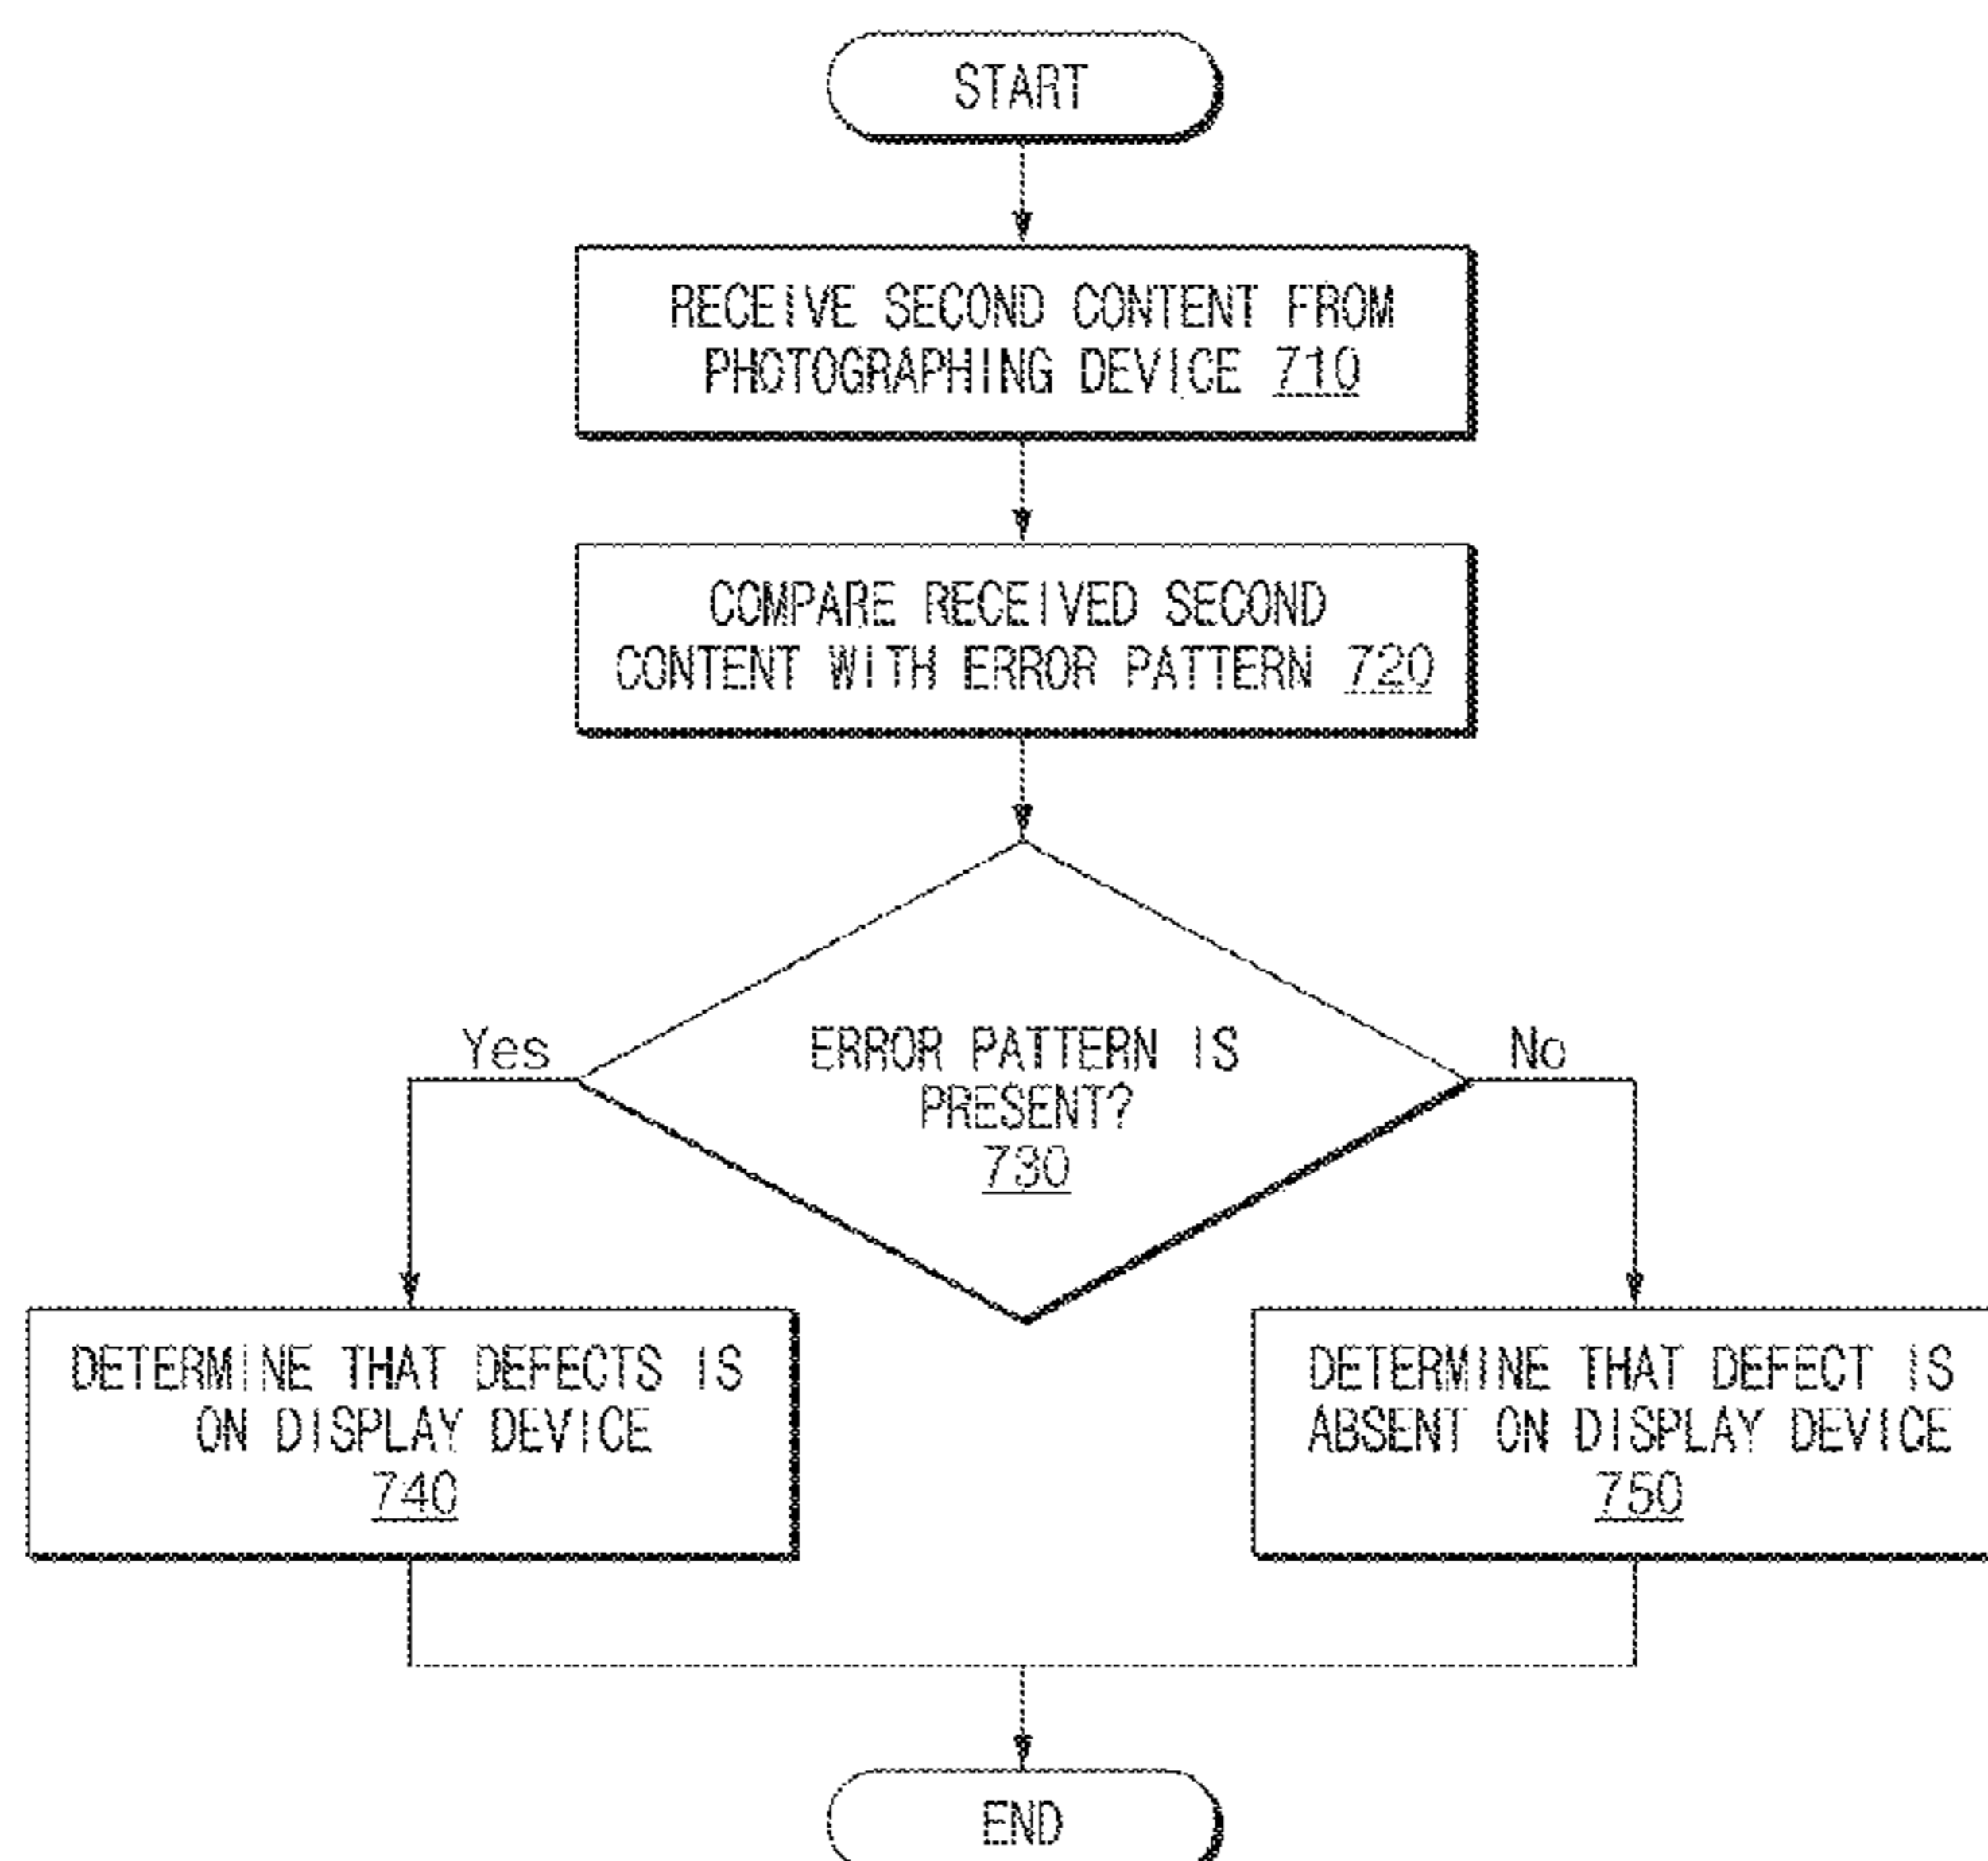 START
RECEIVE SECOND CONTENT FROM
PHOTOGRAPHING DEVICE 710
COMPARE RECEIVED SECOND
CONTENT WITH ERROR PATTERN 720
Yes
ERROR PATTERN IS
No
PRESENT?
730
DETERMINE THAT DEFECTS IS
ON DISPLAY DEVICE
740
DETERMINE THAT DEFECT IS
ABSENT ON DISPLAY DEVICE
750
END